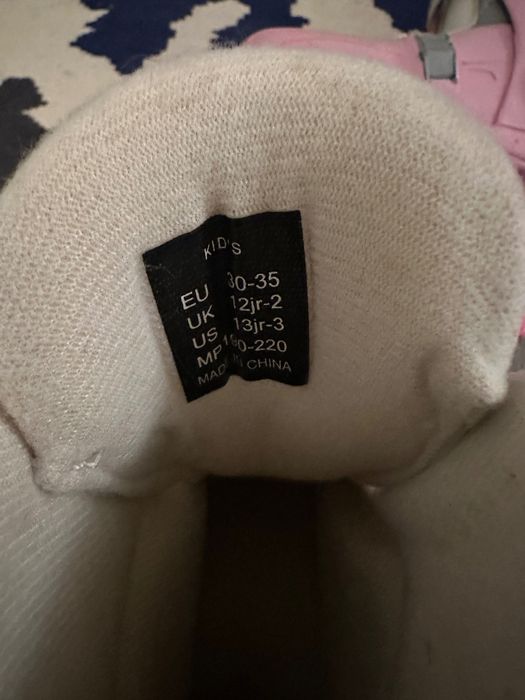 KID'S
EU 30-35
UK 12jr-2
US 13jr-3
MP 190-220
MADE IN CHINA